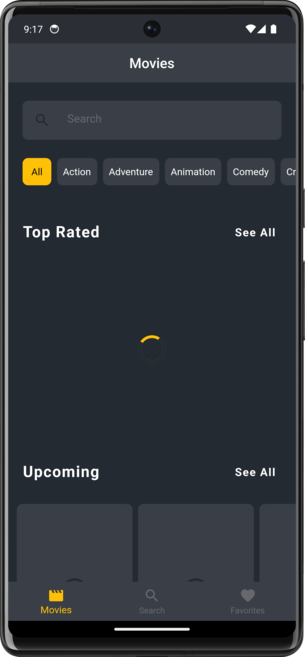 9:17
Movies
Search
All Action Adventure Animation Comedy Cr
Top Rated See All
Upcoming See All
Movies Search Favorites